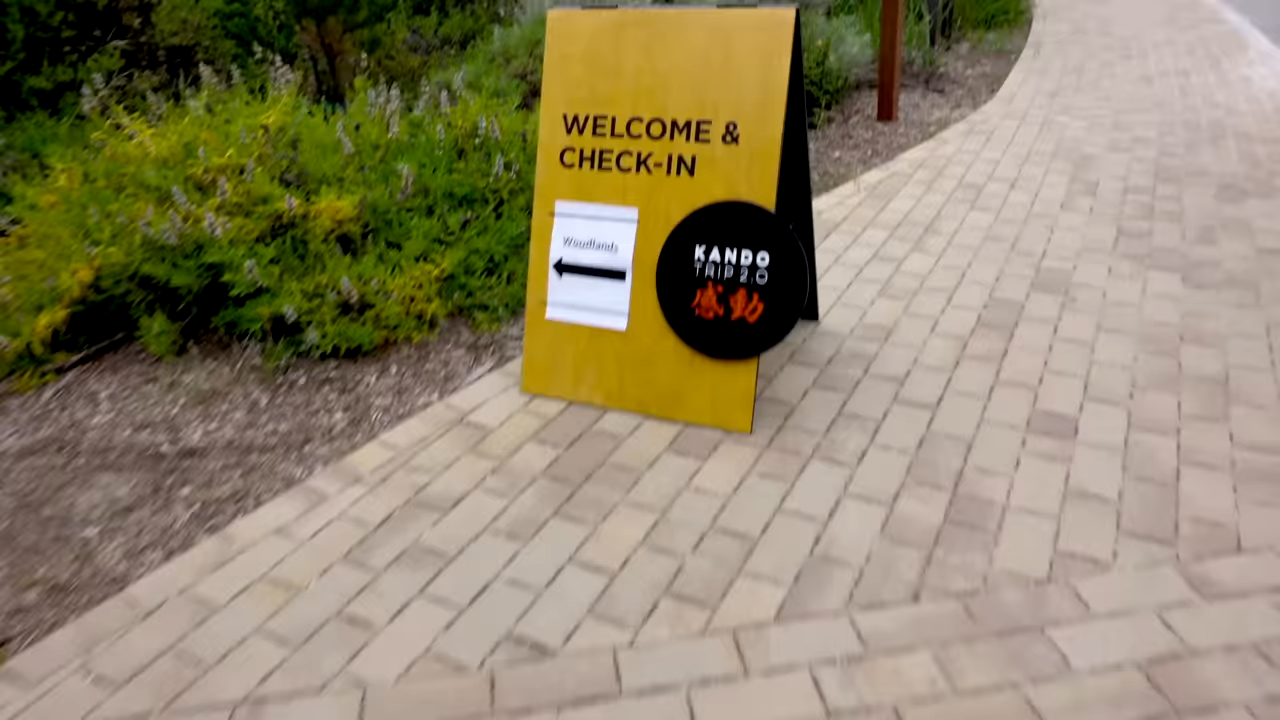 WELCOME &
CHECK-IN
Woodlands
KANDO
TRIP 2.0
感動